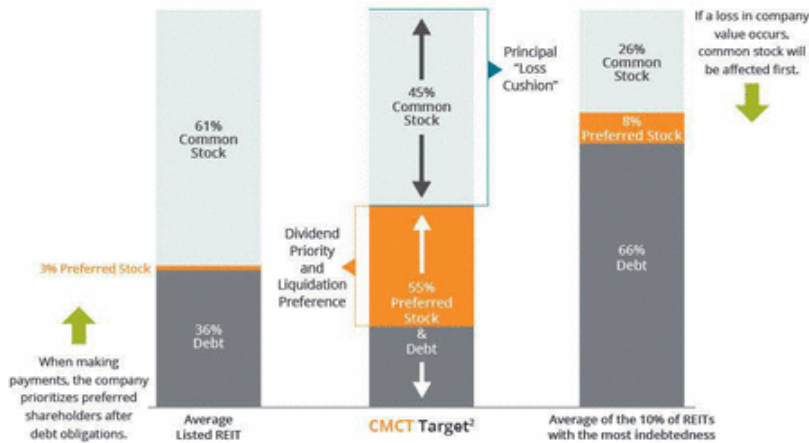 61%
Common
Stock
3% Preferred Stock
36%
Debt
When making
payments, the company
prioritizes preferred
shareholders after
debt obligations.
Average
Listed REIT
45%
Common
Stock
Principal
"Loss
Cushion"
Dividend
Priority
and
Liquidation
Preference
55%
Preferred
Stock
&
Debt
CMCT Target²
26%
Common
Stock
8%
Preferred Stock
66%
Debt
If a loss in company
value occurs,
common stock will
be affected first.
Average of the 10% of REITs
with the most indebtedness